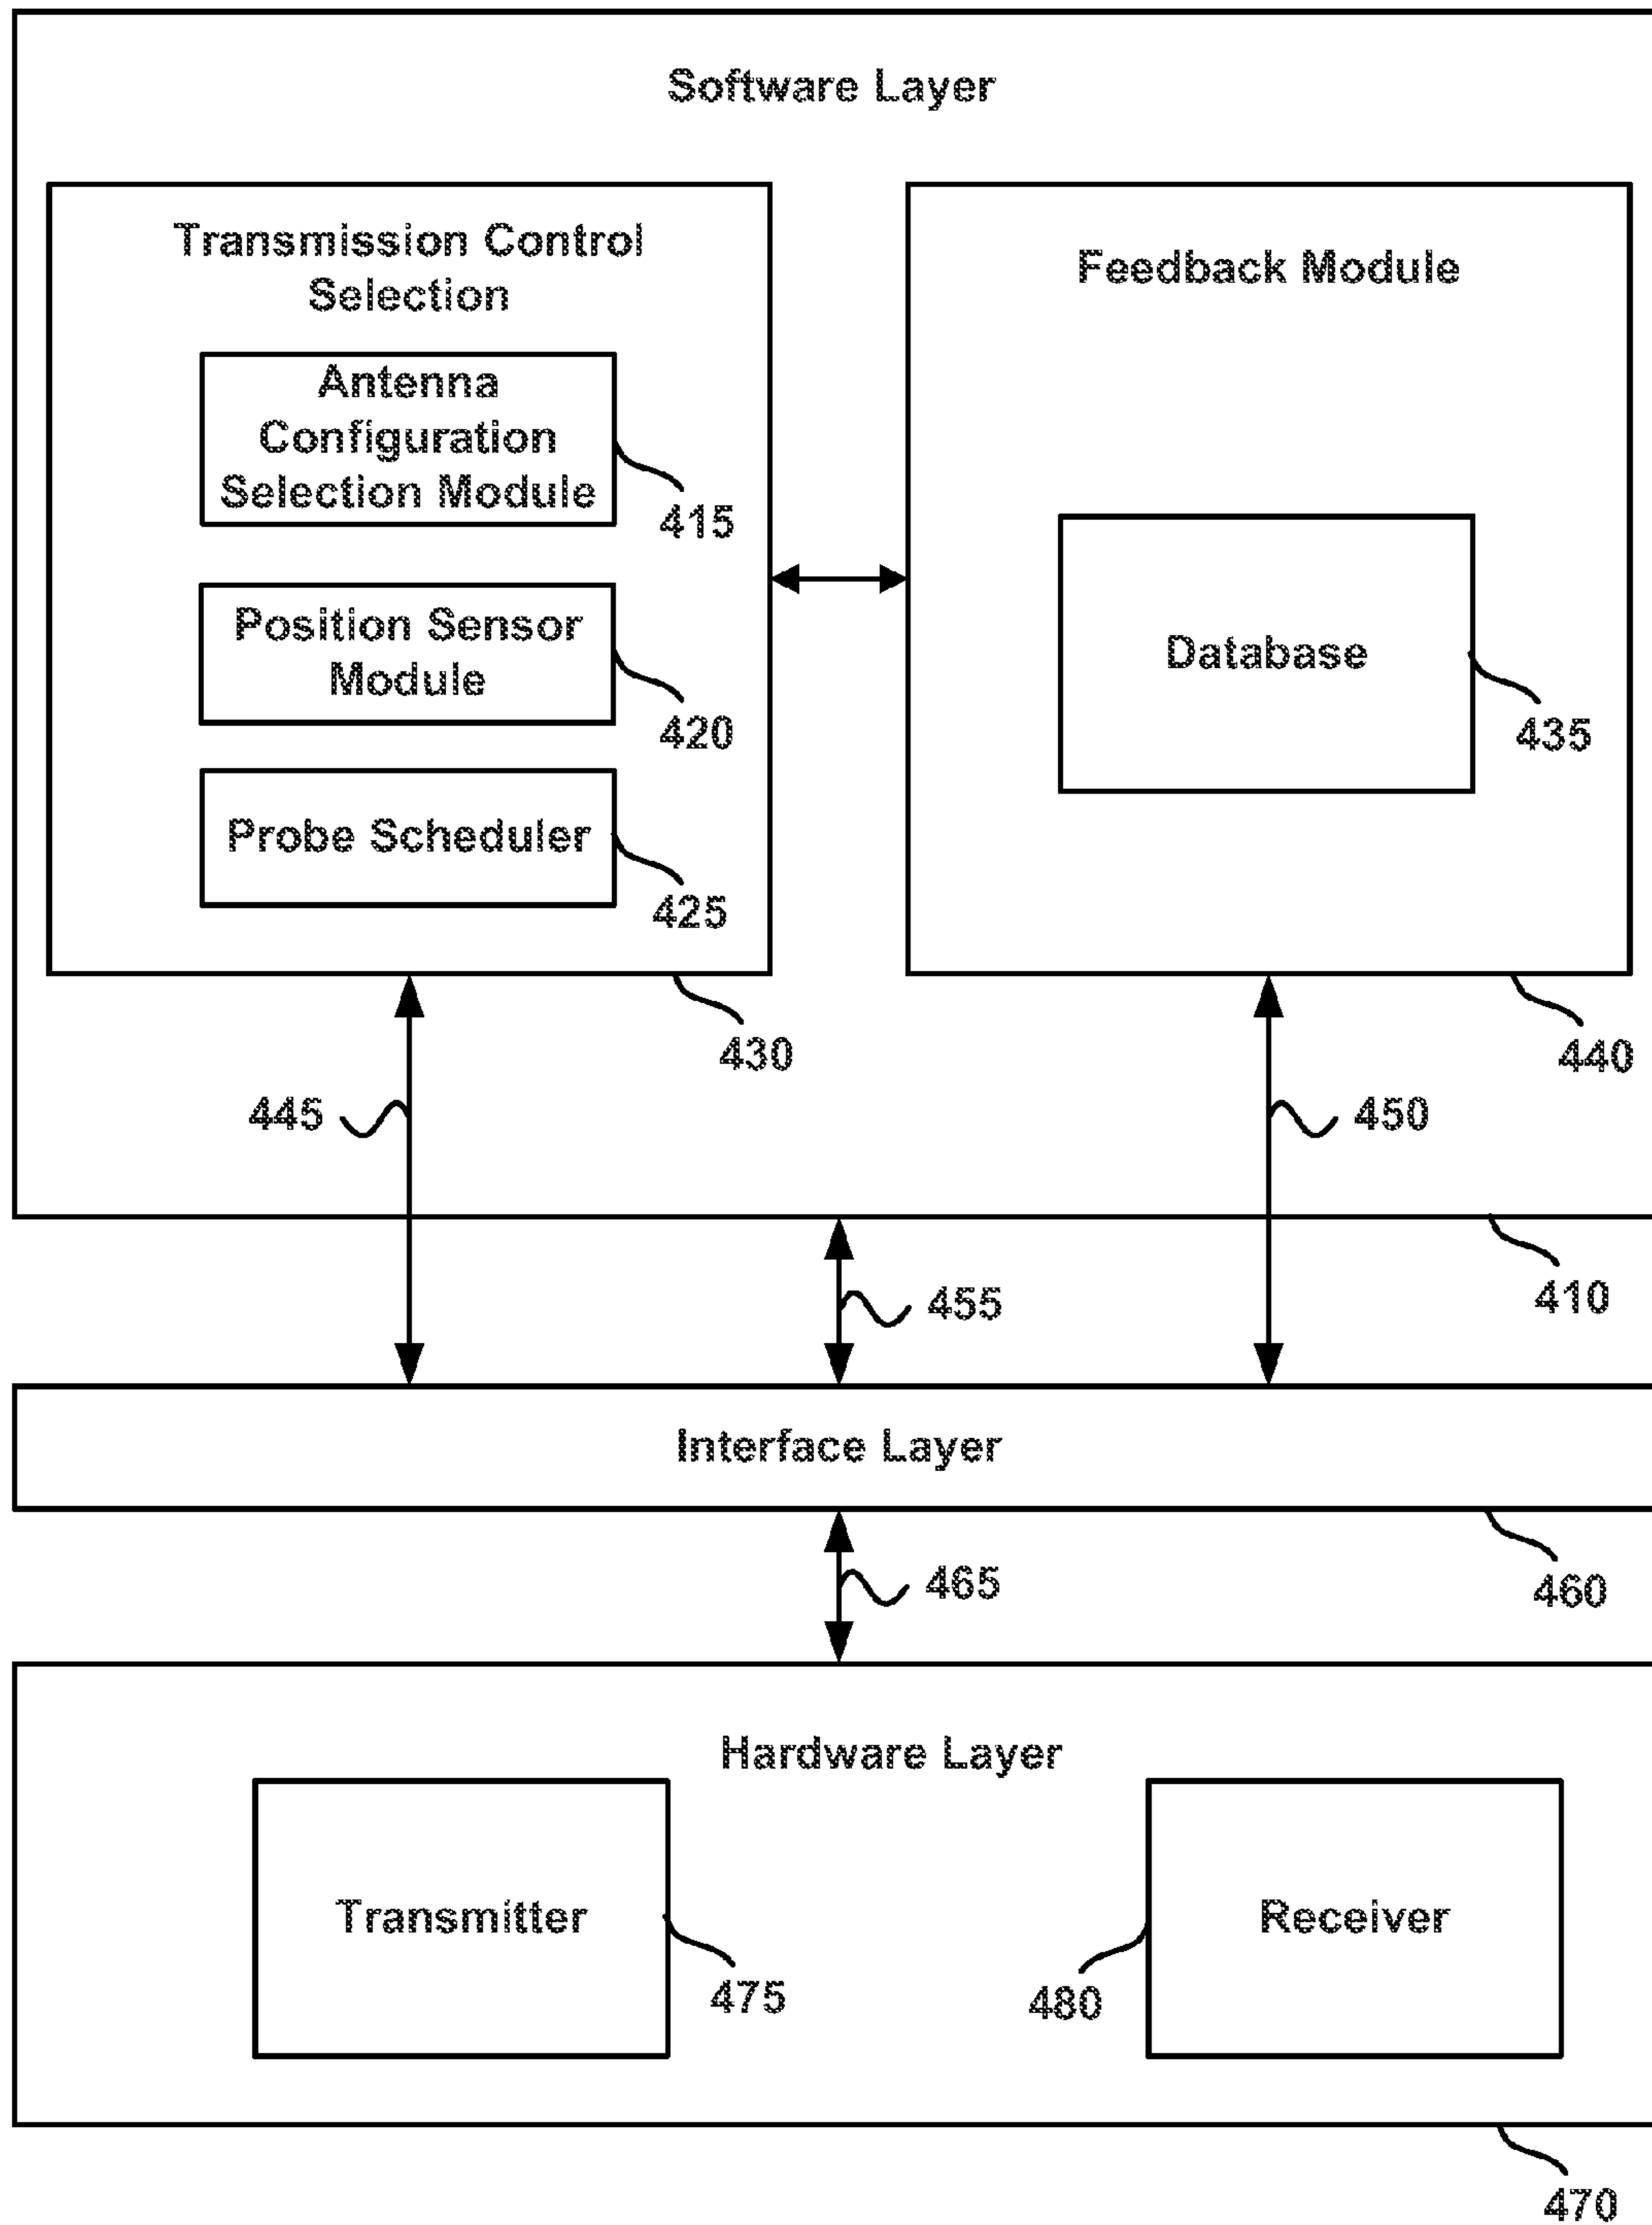 Software Layer
Transmission Control
Selection
Antenna
Configuration
Selection Module
415
Position Sensor
Module
420
Probe Scheduler
425
430
Feedback Module
Database
435
440
445
450
410
455
Interface Layer
460
465
Hardware Layer
Transmitter
475
480
Receiver
470